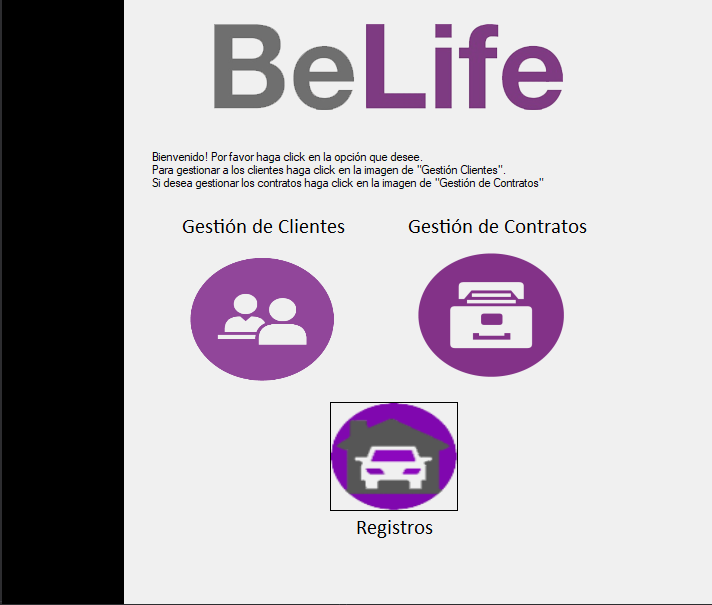 BeLife
Bienvenido! Por favor haga click en la opción que desee.
Para gestionar a los clientes haga click en la imagen de "Gestión Clientes".
Si desea gestionar los contratos haga click en la imagen de "Gestión de Contratos"
Gestión de Clientes
Gestión de Contratos
Registros